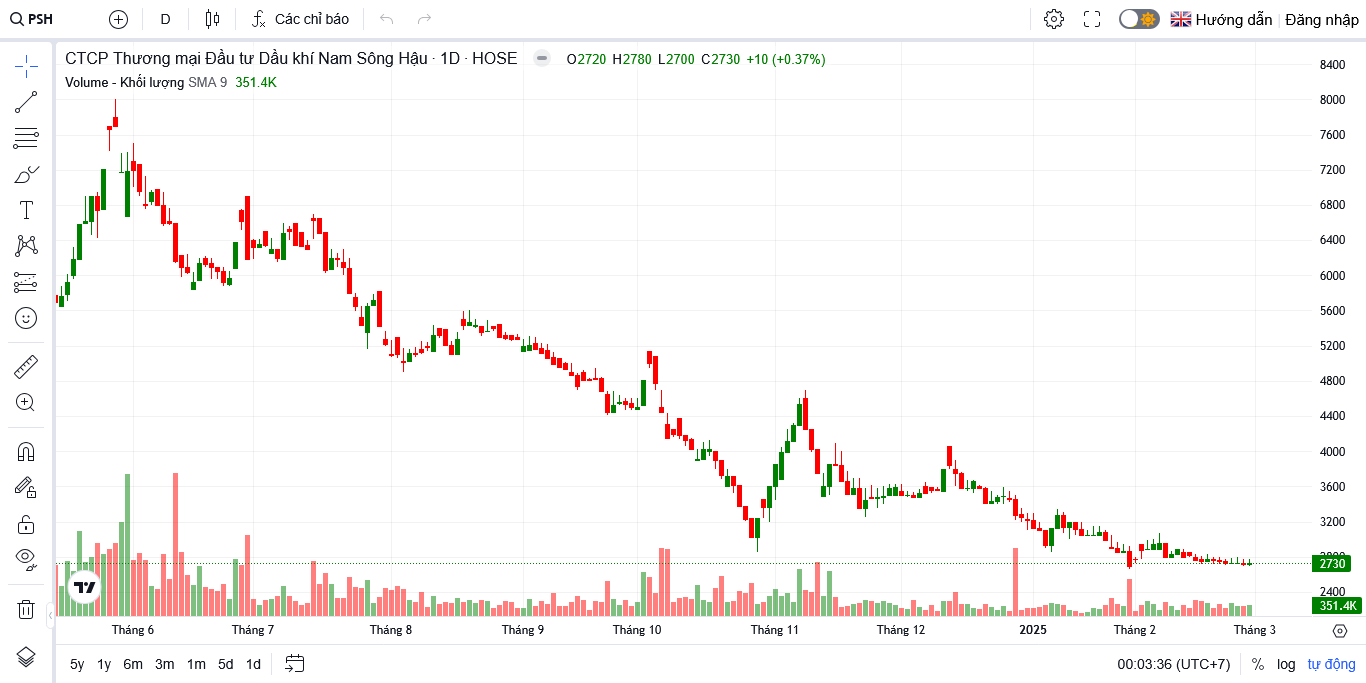 PSH D Các chỉ báo Hướng dẫn Đăng nhập
CTCP Thương mại Đầu tư Dầu khí Nam Sông Hậu · 1D · HOSE O2720 H2780 L2700 C2730 +10 (+0.37%)
Volume - Khối lượng SMA 9 351.4K
8400
8000
7600
7200
6800
6400
6000
5600
5200
4800
4400
4000
3600
3200
2800
2730
2400
351.4K
Tháng 6 Tháng 7 Tháng 8 Tháng 9 Tháng 10 Tháng 11 Tháng 12 2025 Tháng 2 Tháng 3
5y 1y 6m 3m 1m 5d 1d 00:03:36 (UTC+7) % log tự động